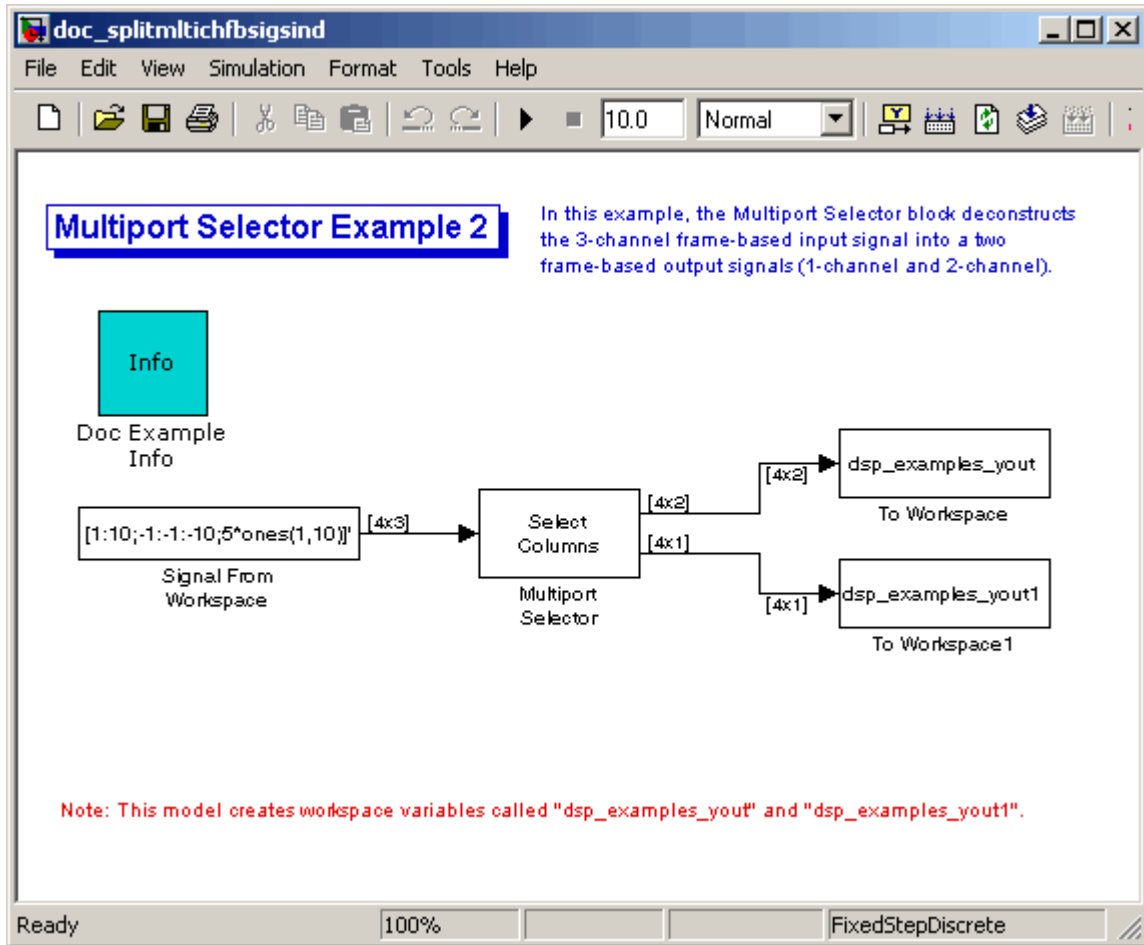 doc_splitmltichfbsigsind
File Edit View Simulation Format Tools Help
10.0 Normal
Multiport Selector Example 2
In this example, the Multiport Selector block deconstructs
the 3-channel frame-based input signal into a two
frame-based output signals (1-channel and 2-channel).
Info
Doc Example
Info
[1:10;-1:-1:-10;5*ones(1,10)]'
Signal From
Workspace
[4x3]
Select
Columns
Multiport
Selector
[4x2]
[4x1]
[4x2]
[4x1]
dsp_examples_yout
To Workspace
dsp_examples_yout1
To Workspace1
Note: This model creates workspace variables called "dsp_examples_yout" and "dsp_examples_yout1".
Ready 100% FixedStepDiscrete